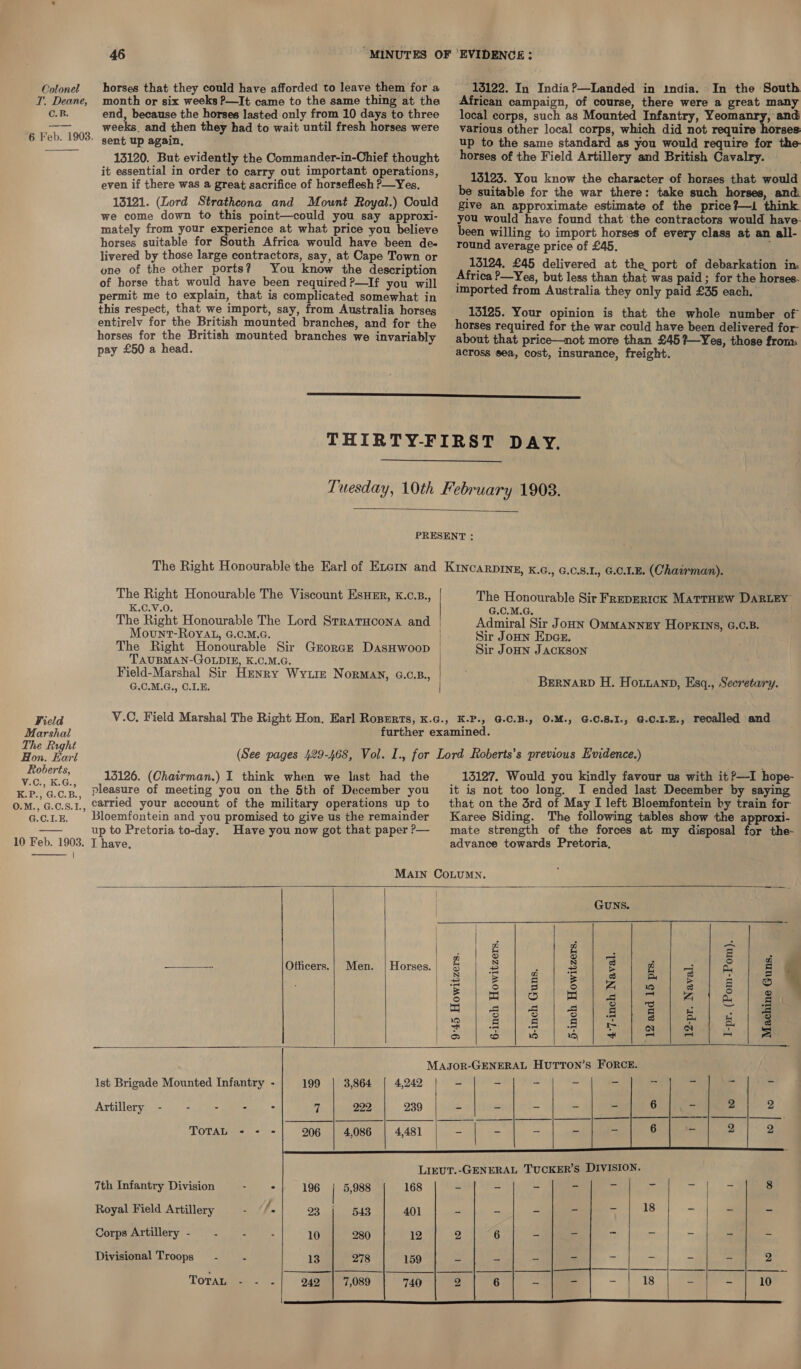 46
MINUTES OF EVIDENCE:
Colonel
T. Deane,
C.B.
6 Feb. 1903.
horses that they could have afforded to leave them for a
month or six weeks?—It came to the same thing at the
end, because the horses lasted only from 10 days to three
weeks, and then they had to wait until fresh horses were
sent up again.
13120. But evidently the Commander-in-Chief thought
it essential in order to carry out important operations,
even if there was a great sacrifice of horseflesh?—Yes.
13121. (Lord Strathcona and Mount Royal.) Could
we come down to this point—could you say approxi-
mately from your experience at what price you believe
horses suitable for South Africa would have been de-
livered by those large contractors, say, at Cape Town or
one of the other ports? You know the description
of horse that would have been required?—If you will
permit me to explain, that is complicated somewhat in
this respect, that we import, say, from Australia horses
entirely for the British mounted branches, and for the
horses for the British mounted branches we invariably
pay £50 a head.
13122. In India?—Landed in India. In the South
African campaign, of course, there were a great many
local corps, such as Mounted Infantry, Yeomanry, and
various other local corps, which did not require horses
up to the same standard as you would require for the
horses of the Field Artillery and British Cavalry.
13123. You know the character of horses that would
be suitable for the war there: take such horses, and
give an approximate estimate of the price?—I think
you would have found that the contractors would have
been willing to import horses of every class at an all-
round average price of £45.
13124. £45 delivered at the port of debarkation in
Africa?—Yes, but less than that was paid; for the horses
imported from Australia they only paid £35 each.
13125. Your opinion is that the whole number of
horses required for the war could have been delivered for
about that price—not more than £45?—Yes, those from
across sea, cost, insurance, freight.
THIRTY-FIRST DAY.
Tuesday, 10th February 1903.
PRESENT:
The Right Honourable the Earl of ELGIN and KINCARDINE, K.G., G.C.S.I., G.C.I.E. (Chairman).
The Right Honourable The Viscount ESHER, K.C.B.,
K.C.V.O.
The Right Honourable The Lord STRATHCONA and
MOUNT-ROYAL, G.C.M.G.
The Right Honourable Sir GEORGE DASHWOOD
TAUBMAN-GOLDIE, K.C.M.G.
Field-Marshal Sir HENRY WYLIE NORMAN, G.C.B.,
G.C.M.G., C.I.E.
The Honourable Sir FREDERICK MATTHEW DARLEY
G.C.M.G.
Admiral Sir JOHN OMMANNEY HOPKINS, G.C.B.
Sir JOHN EDGE.
Sir JOHN JACKSON
BERNARD H. HOLLAND, Esq., Secretary.
Field
Marshal
The Right
Hon. Earl
Roberts,
V.C., K.G.,
K.P., G.C.B.,
O.M., G.C.S.I.,
G.C.I.E.
10 Feb. 1903.
V.C. Field Marshal The Right Hon. Earl ROBERTS, K.G., K.P., G.C.B., O.M., G.C.S.I., G.C.I.E., recalled and
further examined.
(See pages 429-468, Vol. I., for Lord Roberts's previous Evidence.)
13126. (Chairman.) I think when we last had the
pleasure of meeting you on the 5th of December you
carried your account of the military operations up to
Bloemfontein and you promised to give us the remainder
up to Pretoria to-day. Have you now got that paper?—
I have.
13127. Would you kindly favour us with it?—I hope
it is not too long. I ended last December by saying
that on the 3rd of May I left Bloemfontein by train for
Karee Siding. The following tables show the approxi-
mate strength of the forces at my disposal for the
advance towards Pretoria.
MAIN COLUMN.
GUNS.
—— Officers. Men. Horses. 9·45 Howitzers. 6-inch Howitzers. 5-inch Guns. 5-inch Howitzers. 4·7-inch Naval. 12 and 15 prs. 12-pr. Naval. 1-pr. (Pom-Pom). Machine Guns.
MAJOR-GENERAL HUTTON'S FORCE.
1st Brigade Mounted Infantry - 199 3,864 4,242 – – – – – – – – –
Artillery - - - - - 7 222 239 – – – – – 6 – 2 2
TOTAL - - - 206 4,086 4,481 – – – – – 6 – 2 2
LIEUT.-GENERAL TUCKER'S DIVISION.
7th Infantry Division - - 196 5,988 168 – – – – – – – – 8
Royal Field Artillery - - 23 543 401 – – – – – 18 – – –
Corps Artillery - - - - 10 280 12 2 6 – – – – – – –
Divisional Troops - - 13 278 159 – – – – – – – – 2
TOTAL - - - 242 7,089 740 2 6 – – – 18 – – 10